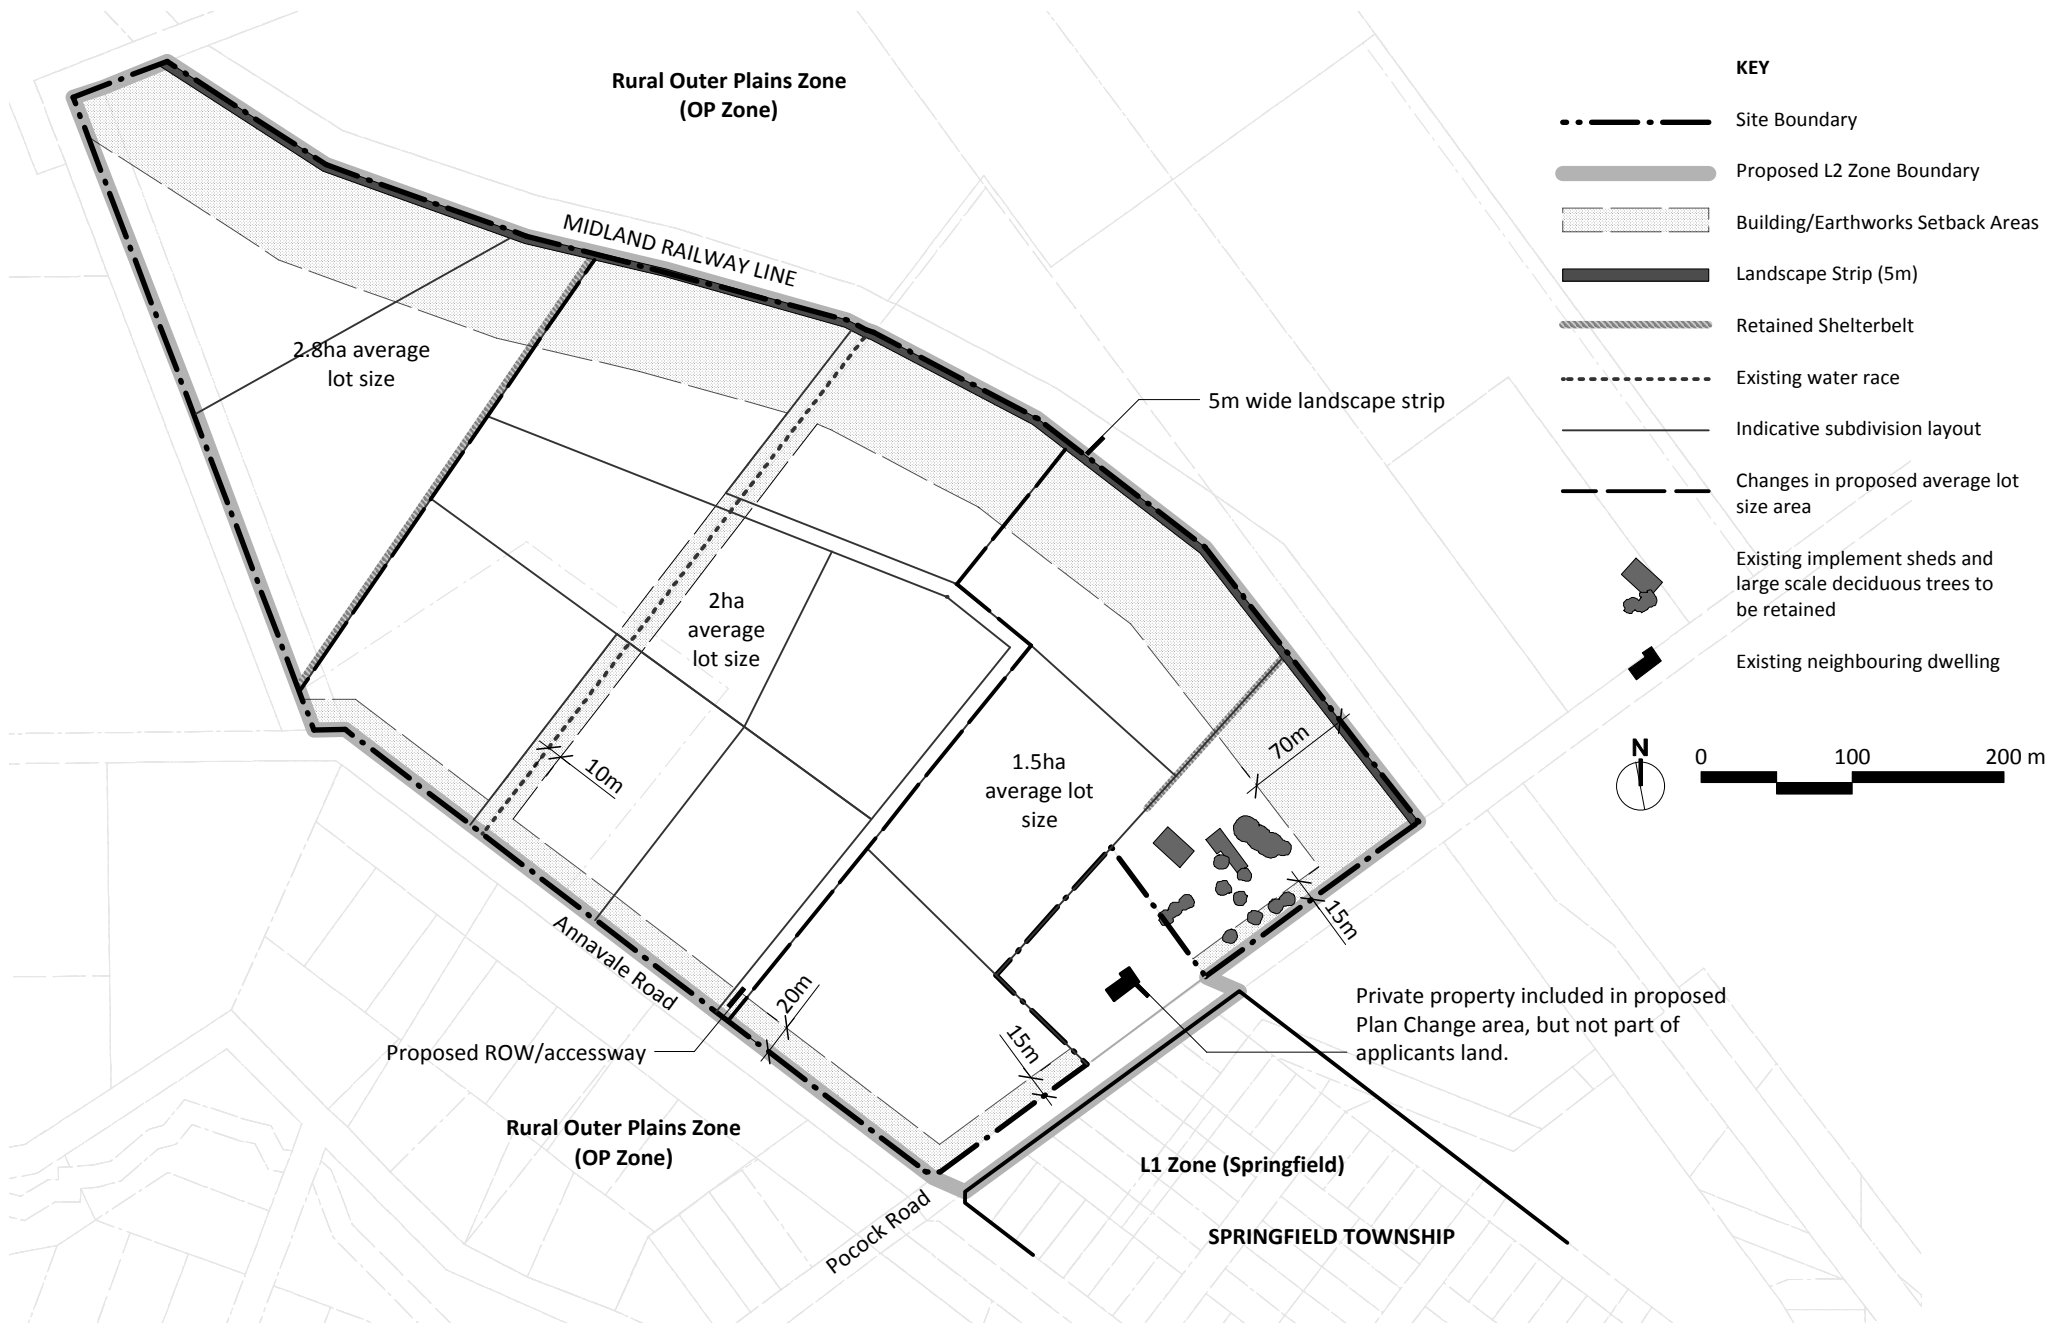 Rural Outer Plains Zone
(OP Zone)
MIDLAND RAILWAY LINE
2.8ha average
lot size
5m wide landscape strip
2ha
average
lot size
10m
1.5ha
average lot
size
70m
15m
Annavale Road
20m
15m
Proposed ROW/accessway
Private property included in proposed
Plan Change area, but not part of
applicants land.
Rural Outer Plains Zone
(OP Zone)
L1 Zone (Springfield)
Pocock Road
SPRINGFIELD TOWNSHIP
KEY
Site Boundary
Proposed L2 Zone Boundary
Building/Earthworks Setback Areas
Landscape Strip (5m)
Retained Shelterbelt
Existing water race
Indicative subdivision layout
Changes in proposed average lot
size area
Existing implement sheds and
large scale deciduous trees to
be retained
Existing neighbouring dwelling
N
0 100 200 m